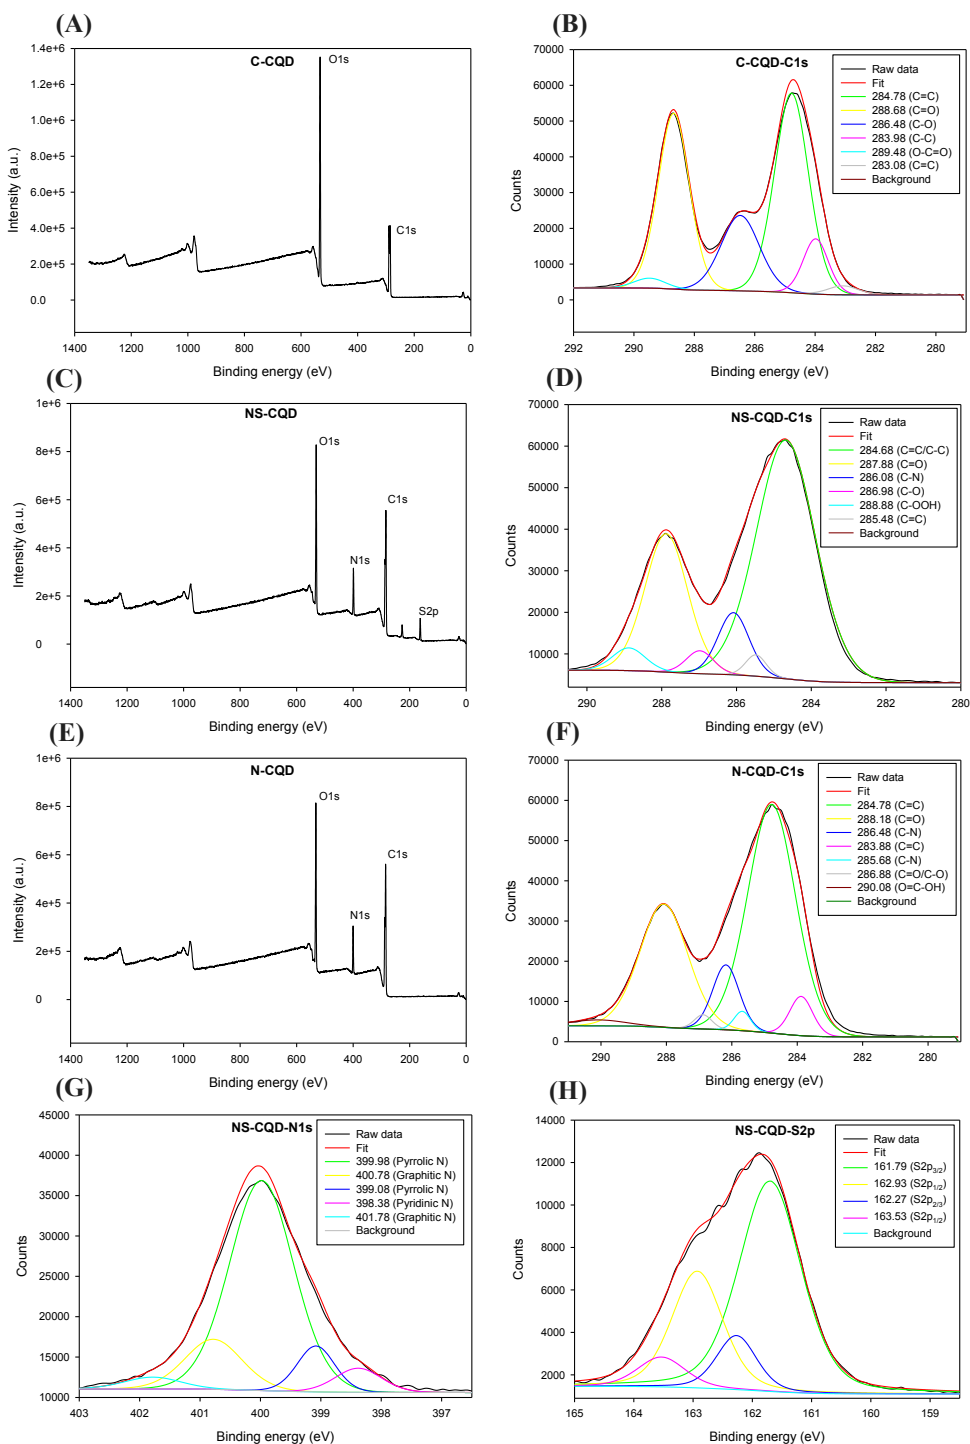 (A)
C-CQD
1.4e+6
1.2e+6
1.0e+6
8.0e+5
6.0e+5
4.0e+5
2.0e+5
0.0
Intensity (a.u.)
O1s
C1s
1400 1200 1000 800 600 400 200 0
Binding energy (eV)
(B)
C-CQD-C1s
70000
60000
50000
40000
30000
20000
10000
0
Counts
Raw data
Fit
284.78 (C=C)
288.68 (C=O)
286.48 (C-O)
283.98 (C-C)
289.48 (O-C=O)
283.08 (C=C)
Background
292 290 288 286 284 282 280
Binding energy (eV)
(C)
NS-CQD
1e+6
8e+5
6e+5
4e+5
2e+5
0
Intensity (a.u.)
O1s
C1s
N1s
S2p
1400 1200 1000 800 600 400 200 0
Binding energy (eV)
(D)
NS-CQD-C1s
70000
60000
50000
40000
30000
20000
10000
Counts
Raw data
Fit
284.68 (C=C/C-C)
287.88 (C=O)
286.08 (C-N)
286.98 (C-O)
288.88 (C-OOH)
285.48 (C=C)
Background
290 288 286 284 282 280
Binding energy (eV)
(E)
N-CQD
1e+6
8e+5
6e+5
4e+5
2e+5
0
Intensity (a.u.)
O1s
C1s
N1s
1400 1200 1000 800 600 400 200 0
Binding energy (eV)
(F)
N-CQD-C1s
70000
60000
50000
40000
30000
20000
10000
0
Counts
Raw data
Fit
284.78 (C=C)
288.18 (C=O)
286.48 (C-N)
283.88 (C=C)
285.68 (C-N)
286.88 (C=O/C-O)
290.08 (O=C-OH)
Background
290 288 286 284 282 280
Binding energy (eV)
(G)
NS-CQD-N1s
45000
40000
35000
30000
25000
20000
15000
10000
Counts
Raw data
Fit
399.98 (Pyrrolic N)
400.78 (Graphitic N)
399.08 (Pyrrolic N)
398.38 (Pyridinic N)
401.78 (Graphitic N)
Background
403 402 401 400 399 398 397
Binding energy (eV)
(H)
NS-CQD-S2p
14000
12000
10000
8000
6000
4000
2000
Counts
Raw data
Fit
161.79 (S2p3/2)
162.93 (S2p1/2)
162.27 (S2p2/3)
163.53 (S2p1/2)
Background
165 164 163 162 161 160 159
Binding energy (eV)